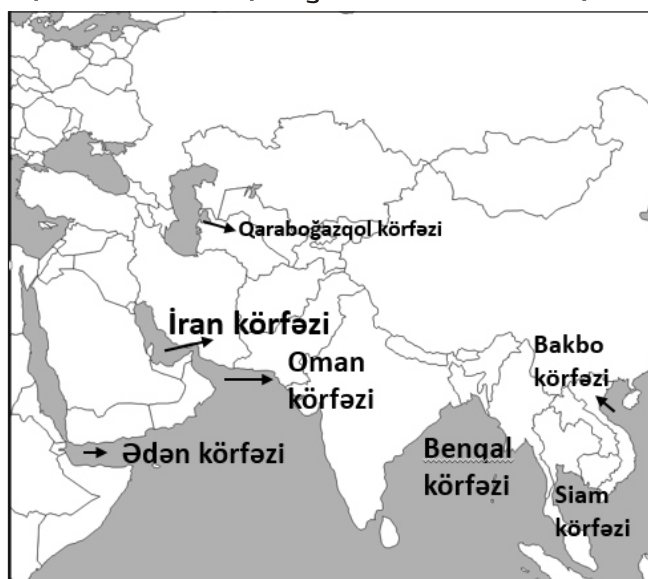 Qaraboğazqol körfəzi
İran körfəzi
Oman
körfəzi
Bakbo
körfəzi
Ədən körfəzi
Benqal
körfəzi
Siam
körfəzi